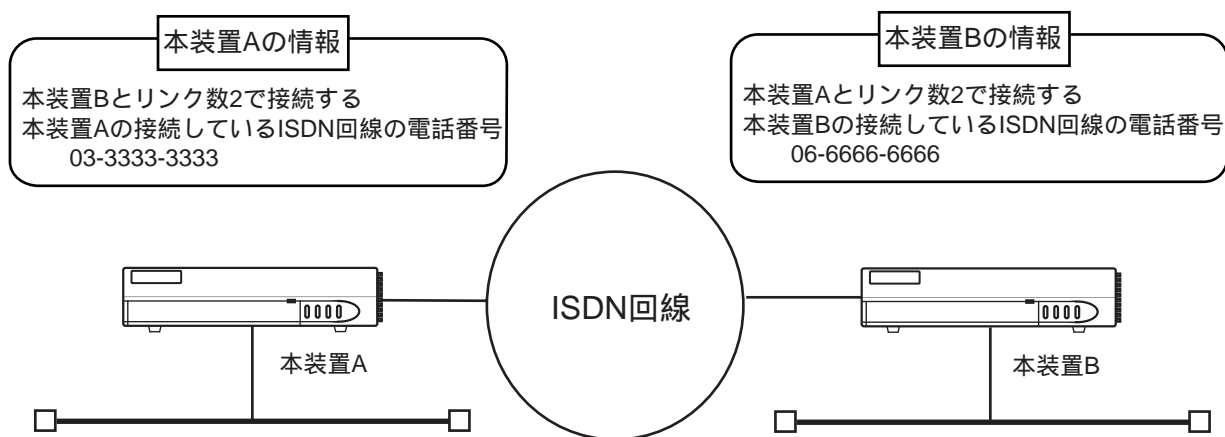 本装置Aの情報
本装置Bとリンク数2で接続する
本装置Aの接続しているISDN回線の電話番号
03-3333-3333
本装置Bの情報
本装置Aとリンク数2で接続する
本装置Bの接続しているISDN回線の電話番号
06-6666-6666
ISDN回線
本装置A
本装置B